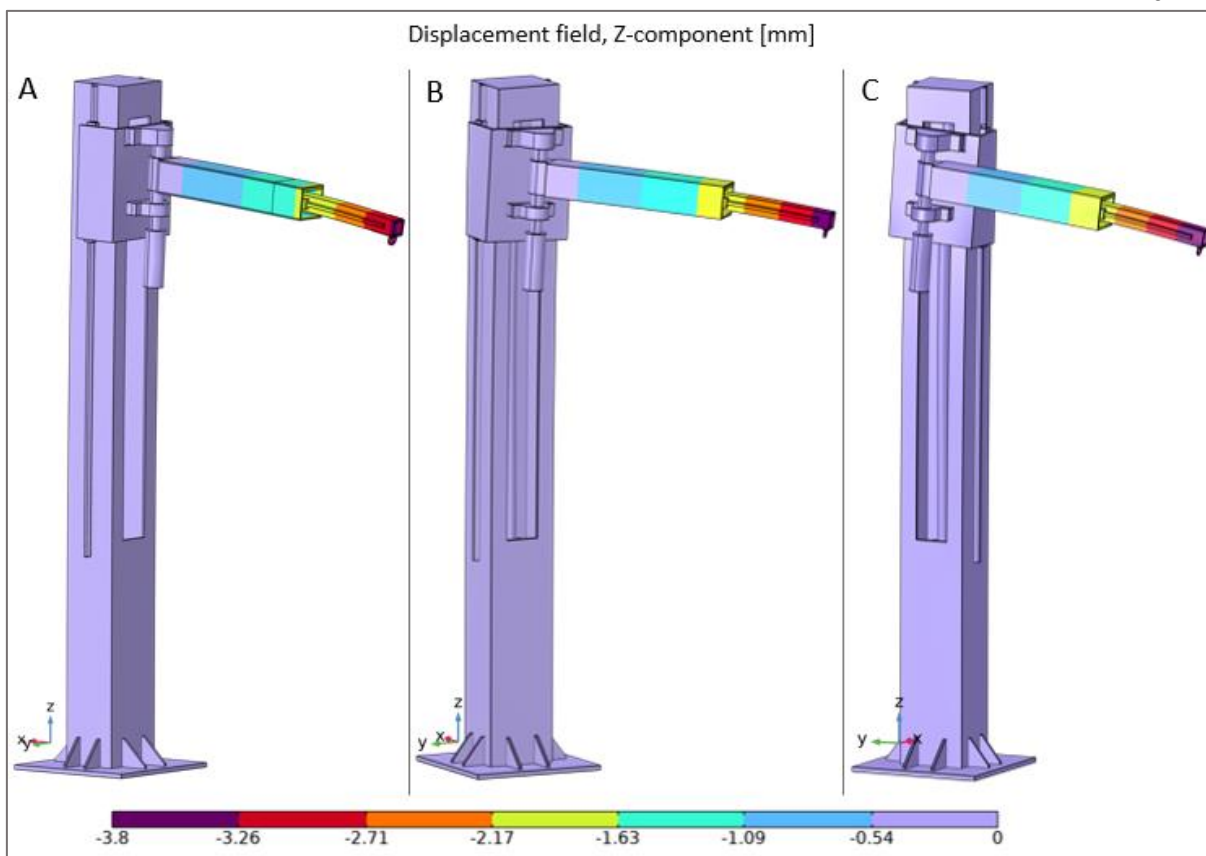 Displacement field, Z-component [mm]
A
B
C
z
x
y
z
x
y
z
y
x
-3.8 -3.26 -2.71 -2.17 -1.63 -1.09 -0.54 0